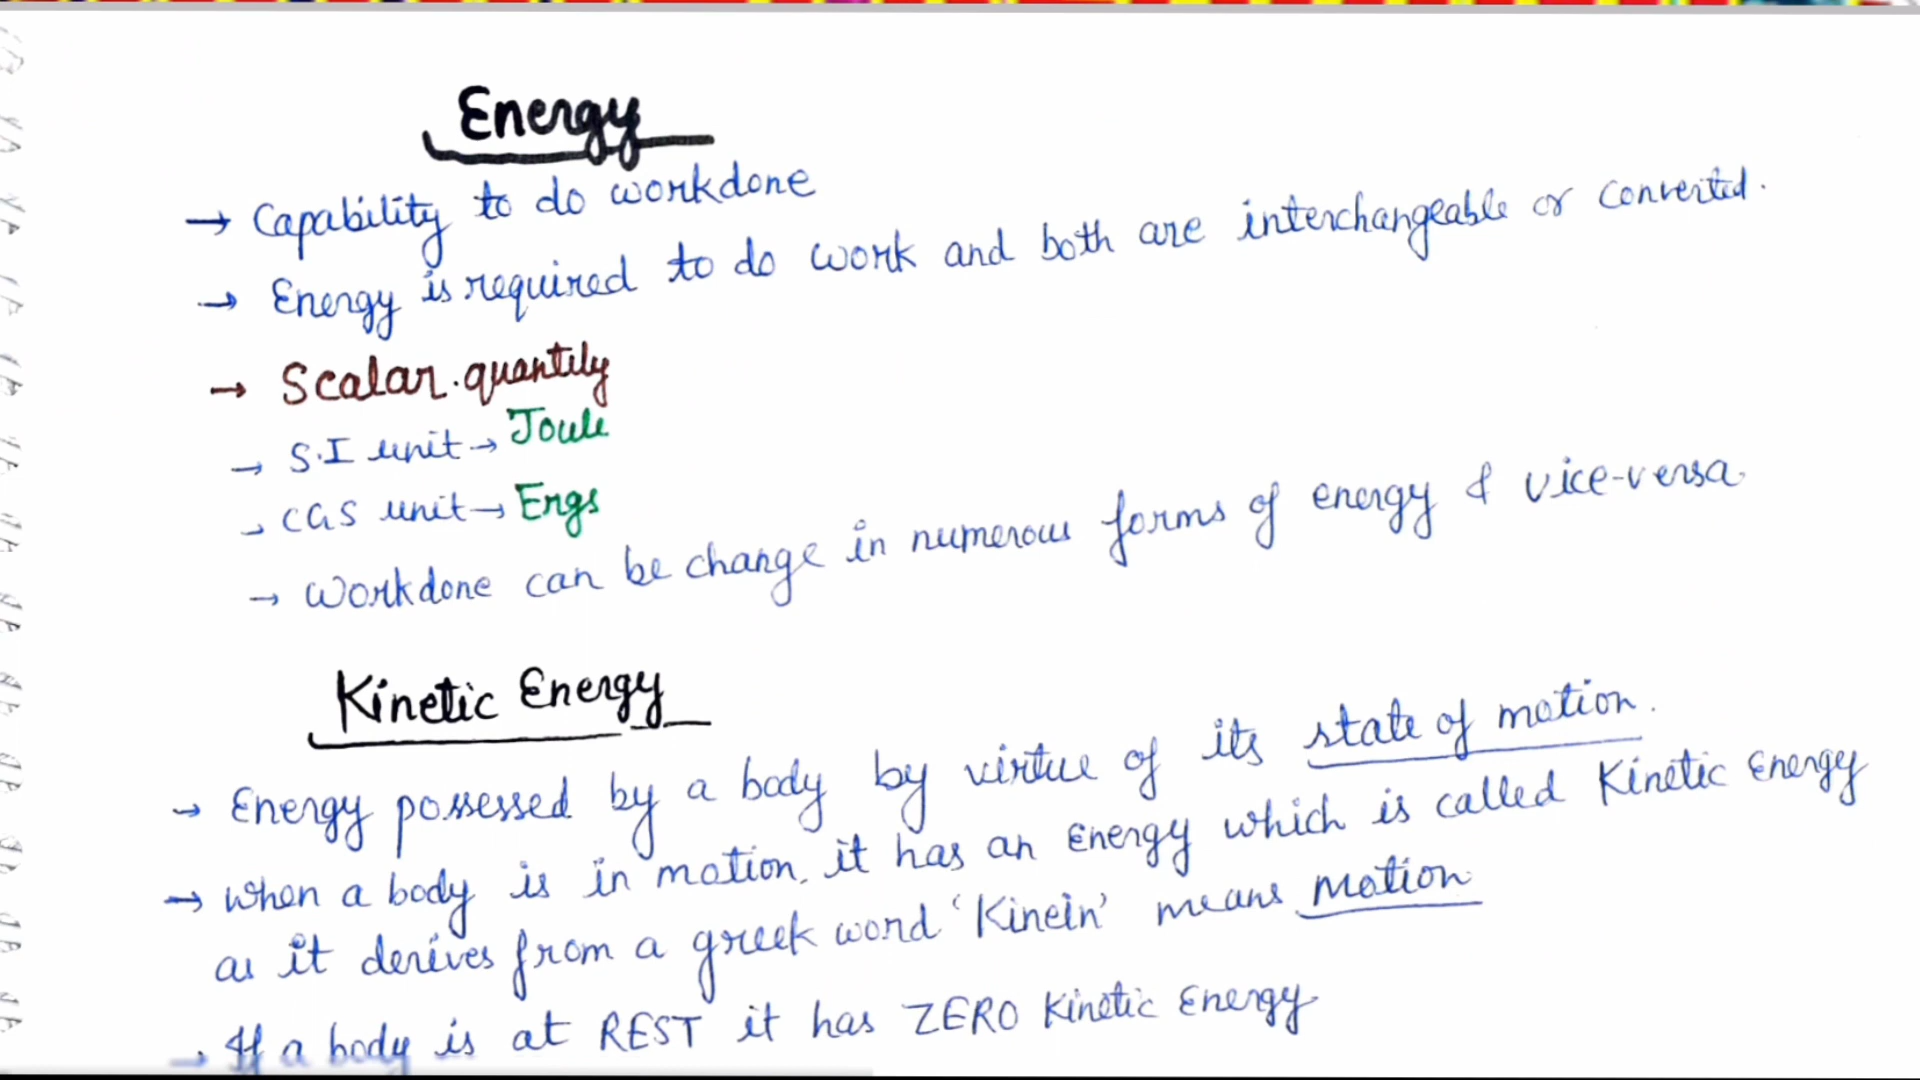 Energy
→ Capability to do workdone
→ Energy is required to do work and both are interchangeable or converted.
→ Scalar quantity
→ S.I unit → Joule
→ CGS unit → Ergs
→ Workdone can be change in numerous forms of energy & vice-versa
Kinetic Energy
→ Energy possessed by a body by virtue of its state of motion.
→ When a body is in motion, it has an Energy which is called Kinetic Energy
as it derives from a greek word 'Kinein' means motion
→ If a body is at REST it has ZERO Kinetic Energy